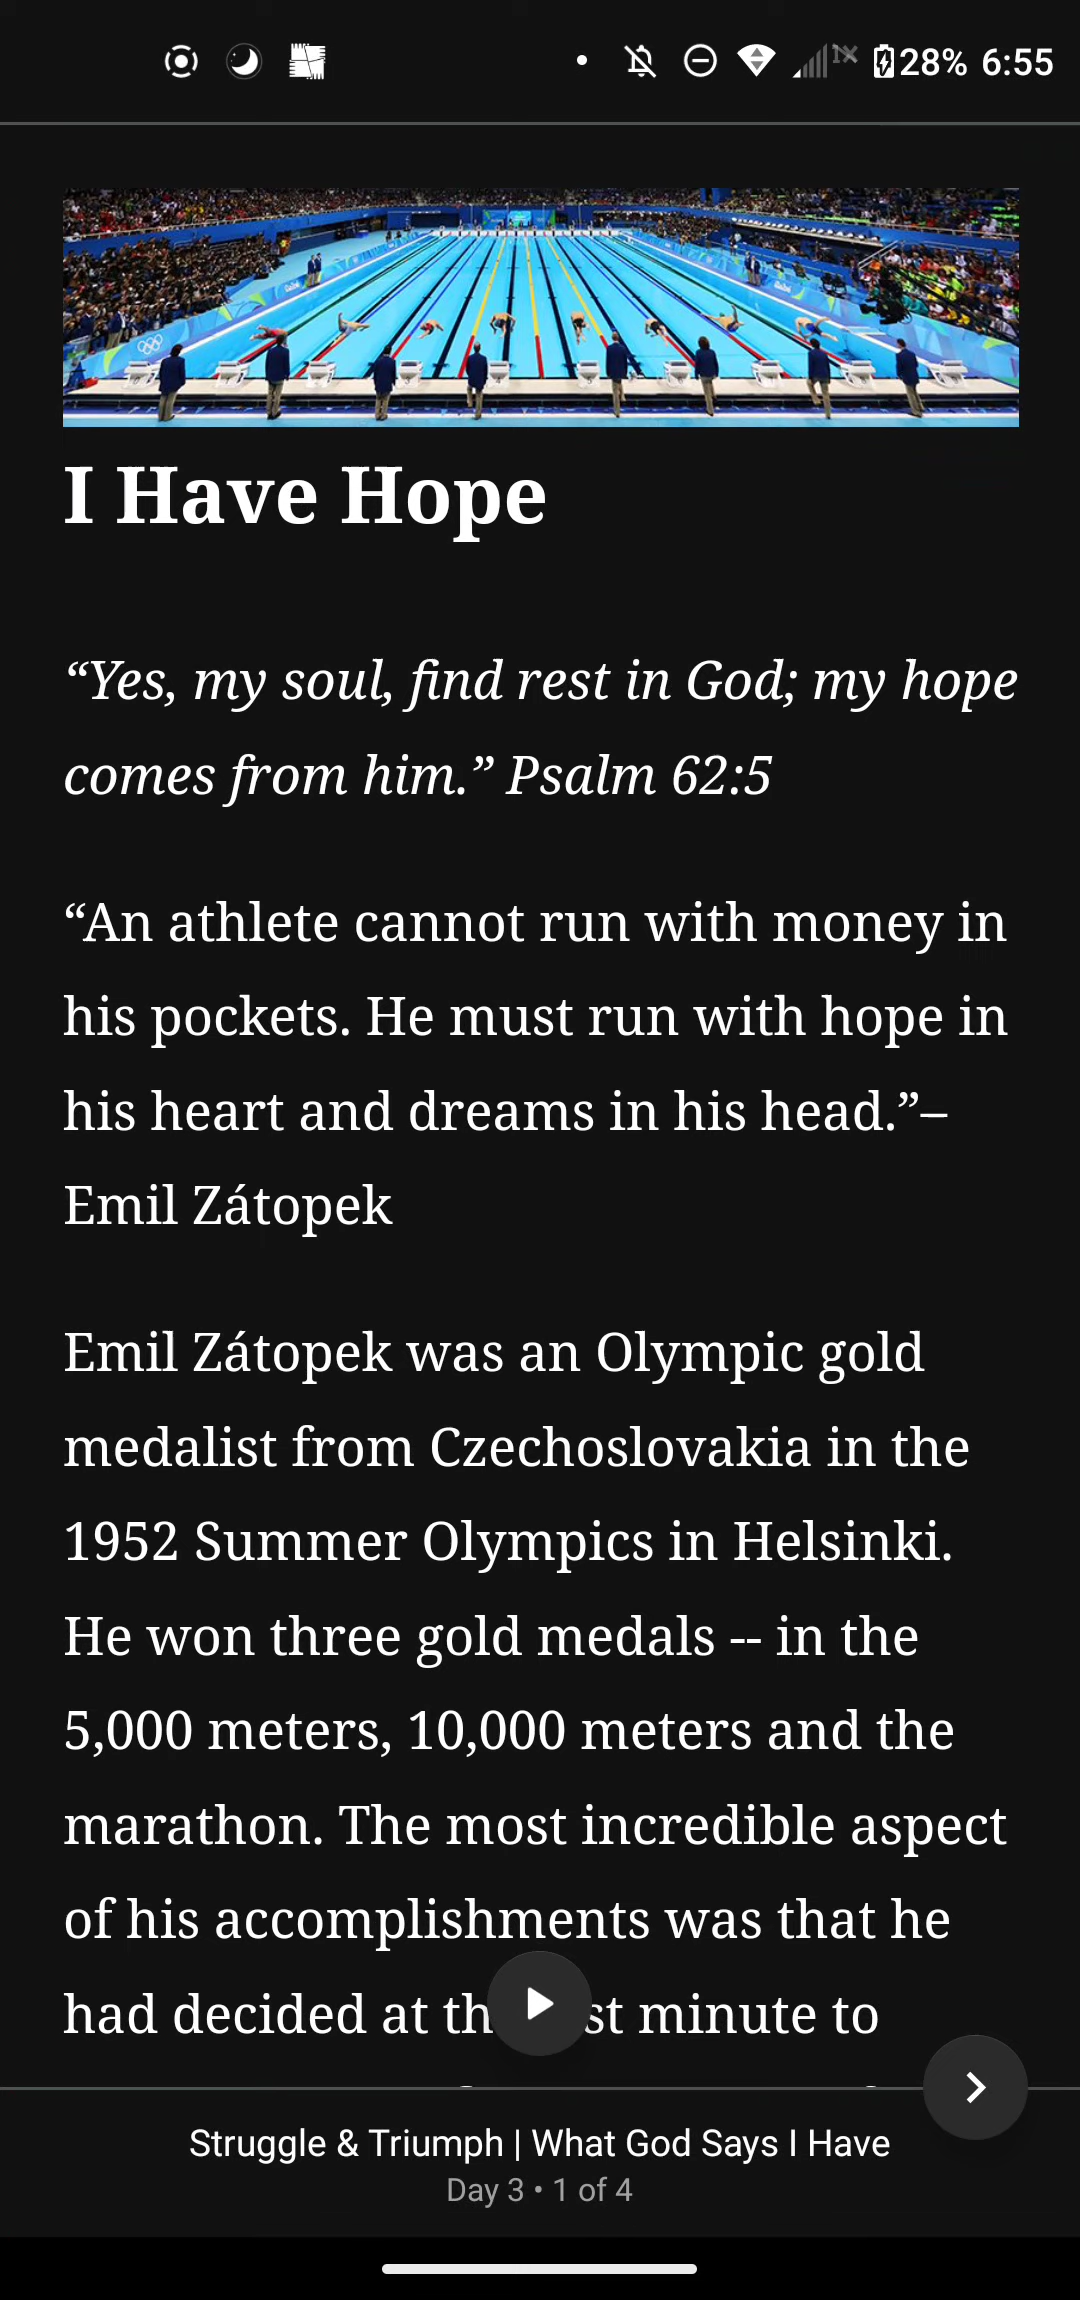 28% 6:55
I Have Hope
“Yes, my soul, find rest in God; my hope
comes from him.” Psalm 62:5
“An athlete cannot run with money in
his pockets. He must run with hope in
his heart and dreams in his head.”–
Emil Zátopek
Emil Zátopek was an Olympic gold
medalist from Czechoslovakia in the
1952 Summer Olympics in Helsinki.
He won three gold medals -- in the
5,000 meters, 10,000 meters and the
marathon. The most incredible aspect
of his accomplishments was that he
had decided at th st minute to
Struggle & Triumph | What God Says I Have
Day 3 • 1 of 4